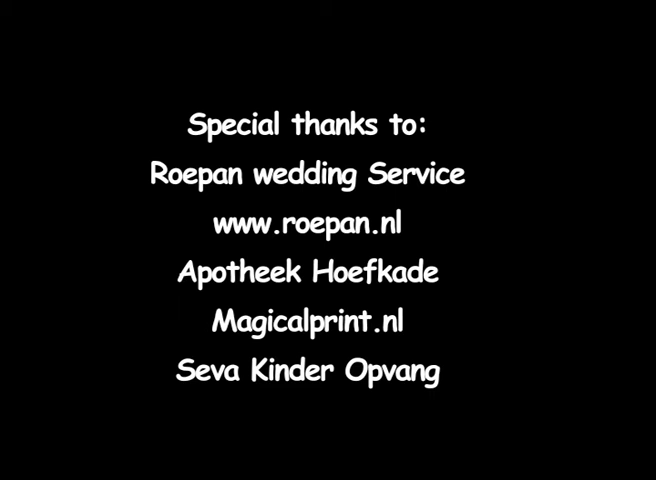 Special thanks to:
Roepan wedding Service
www.roepan.nl
Apotheek Hoefkade
Magicalprint.nl
Seva Kinder Opvang